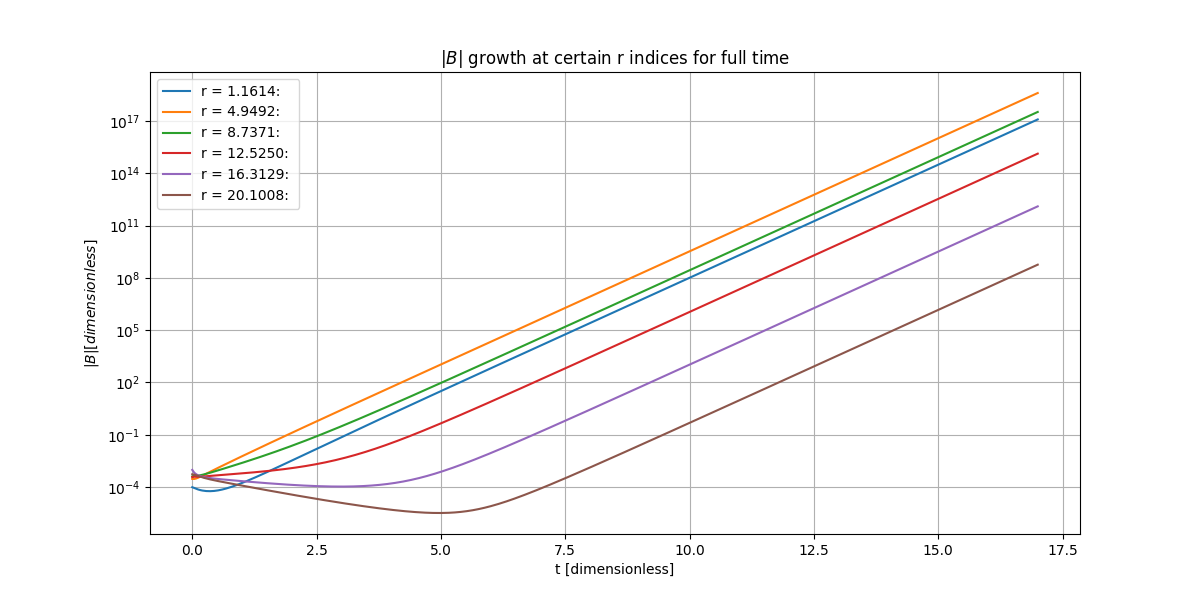 |B| growth at certain r indices for full time
r = 1.1614:
r = 4.9492:
r = 8.7371:
r = 12.5250:
r = 16.3129:
r = 20.1008:
|B|[dimensionless]
10^17
10^14
10^11
10^8
10^5
10^2
10^−1
10^−4
0.0 2.5 5.0 7.5 10.0 12.5 15.0 17.5
t [dimensionless]